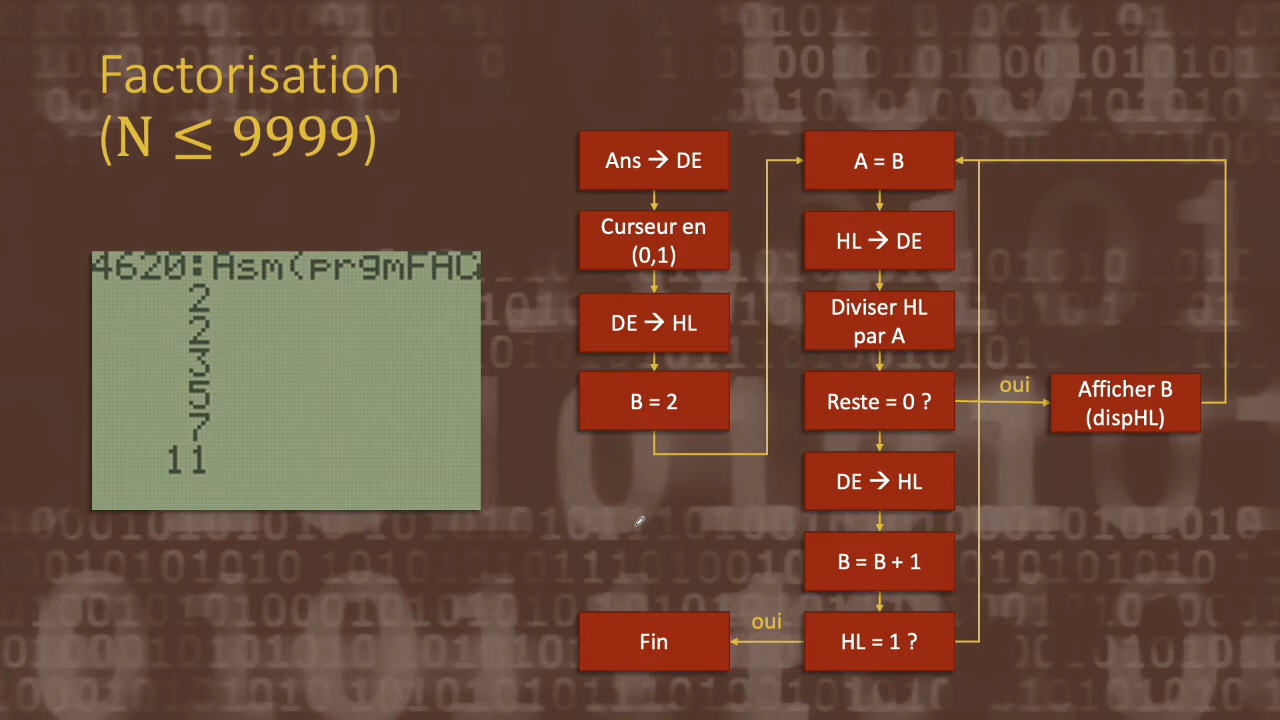 Factorisation
(N ≤ 9999)
4620:Asm(prgmFAC
2
2
3
5
7
11
Ans → DE
Curseur en
(0,1)
DE → HL
B = 2
A = B
HL → DE
Diviser HL
par A
Reste = 0 ?
oui
Afficher B
(dispHL)
DE → HL
B = B + 1
HL = 1 ?
oui
Fin